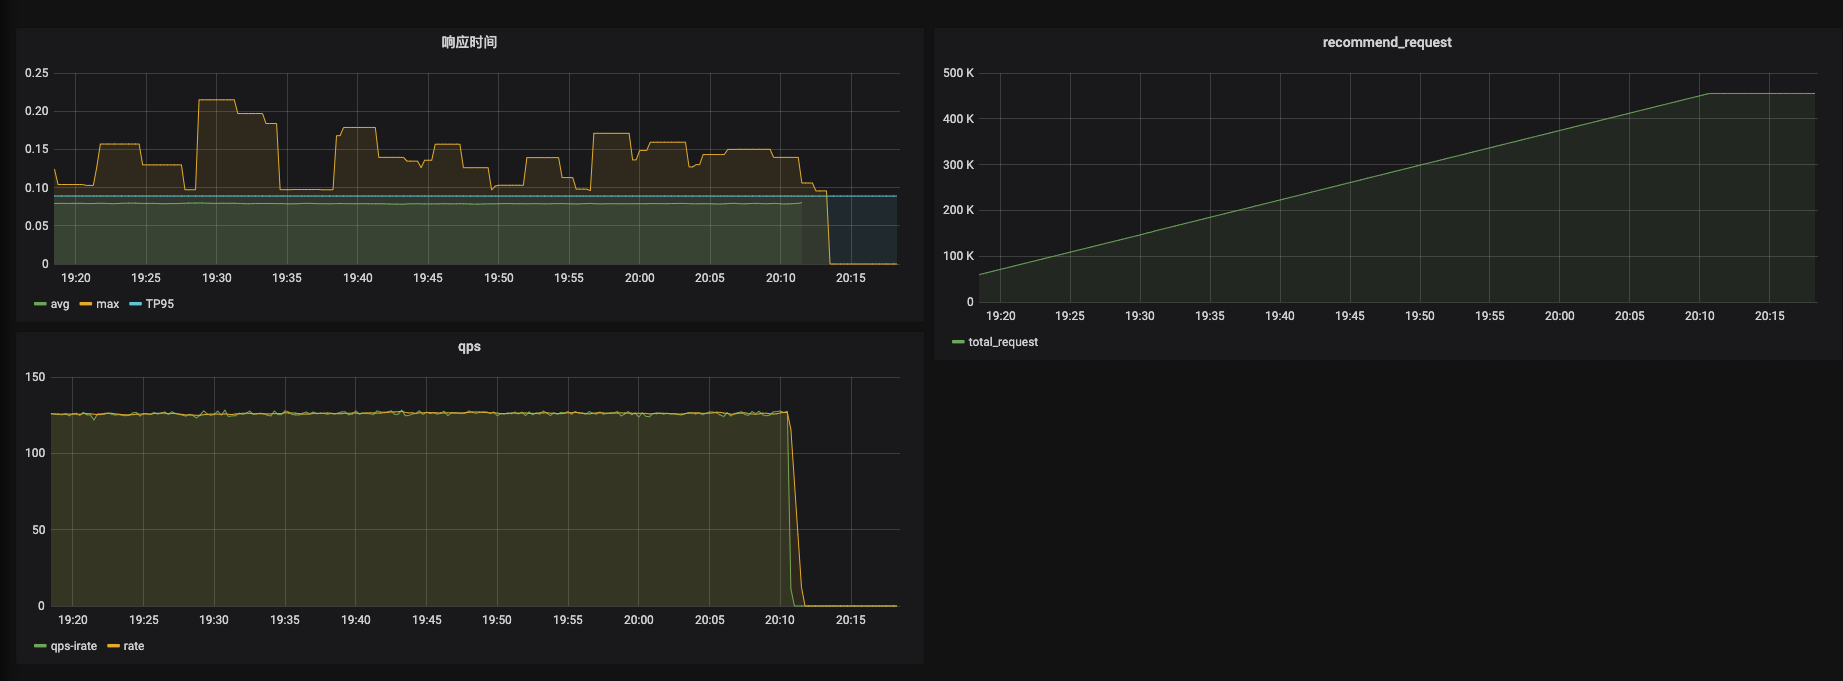 响应时间
0.25
0.20
0.15
0.10
0.05
0
19:20 19:25 19:30 19:35 19:40 19:45 19:50 19:55 20:00 20:05 20:10 20:15
avg max TP95
recommend_request
500 K
400 K
300 K
200 K
100 K
0
19:20 19:25 19:30 19:35 19:40 19:45 19:50 19:55 20:00 20:05 20:10 20:15
total_request
qps
150
100
50
0
19:20 19:25 19:30 19:35 19:40 19:45 19:50 19:55 20:00 20:05 20:10 20:15
qps-irate rate